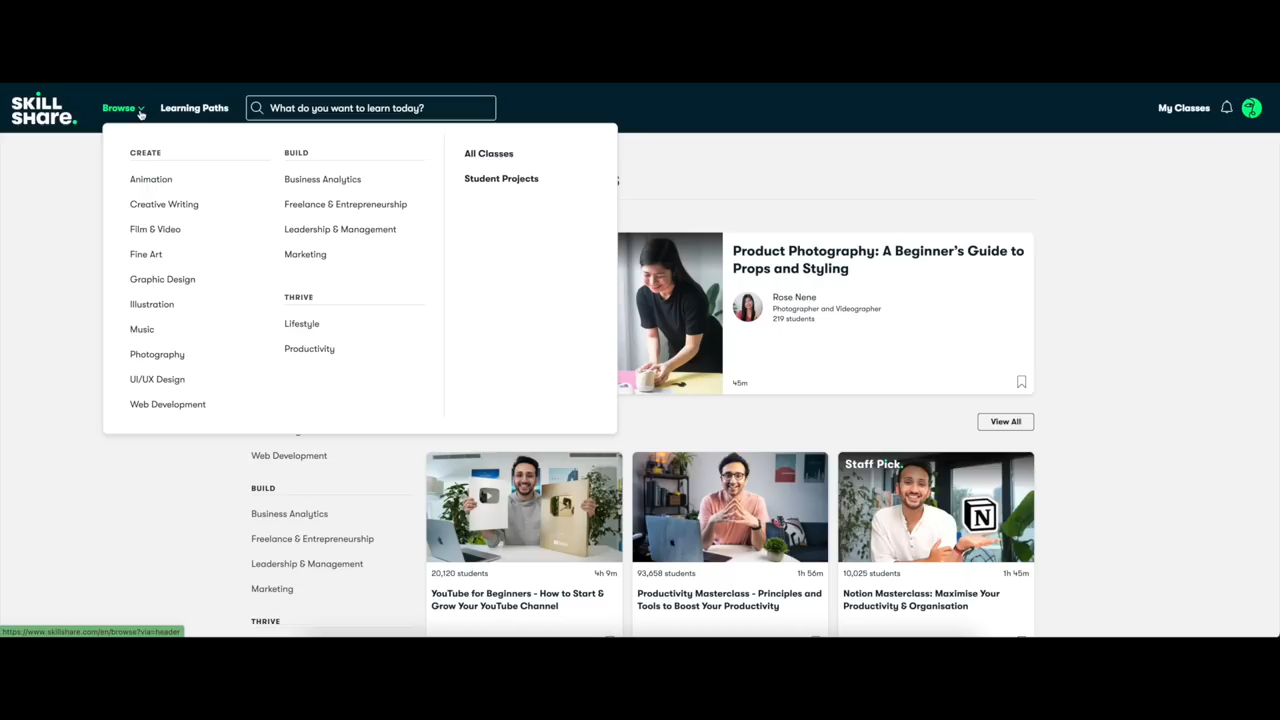 SKILL
SHARE.
Browse
Learning Paths
What do you want to learn today?
My Classes
CREATE
Animation
Creative Writing
Film & Video
Fine Art
Graphic Design
Illustration
Music
Photography
UI/UX Design
Web Development
BUILD
Business Analytics
Freelance & Entrepreneurship
Leadership & Management
Marketing
THRIVE
Lifestyle
Productivity
All Classes
Student Projects
Product Photography: A Beginner's Guide to
Props and Styling
Rose Nene
Photographer and Videographer
219 students
45m
View All
Web Development
BUILD
Business Analytics
Freelance & Entrepreneurship
Leadership & Management
Marketing
THRIVE
20,120 students
4h 9m
YouTube for Beginners - How to Start &
Grow Your YouTube Channel
93,658 students
1h 56m
Productivity Masterclass - Principles and
Tools to Boost Your Productivity
Staff Pick.
N
10,025 students
1h 45m
Notion Masterclass: Maximise Your
Productivity & Organisation
https://www.skillshare.com/en/browse?via=header